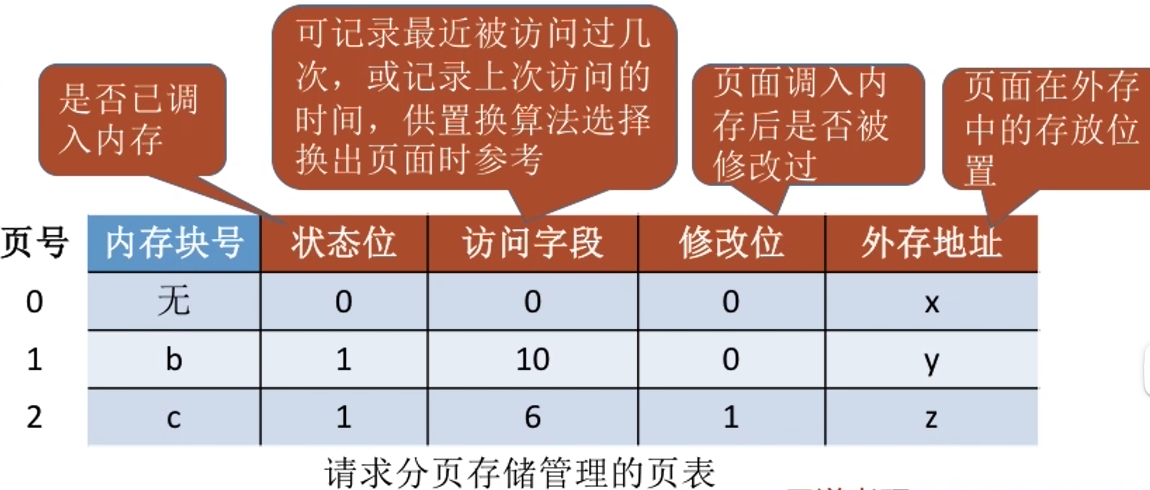 是否已调
入内存
可记录最近被访问过几
次，或记录上次访问的
时间，供置换算法选择
换出页面时参考
页面调入内
存后是否被
修改过
页面在外存
中的存放位
置
页号 内存块号 状态位 访问字段 修改位 外存地址
0 无 0 0 0 x
1 b 1 10 0 y
2 c 1 6 1 z
请求分页存储管理的页表